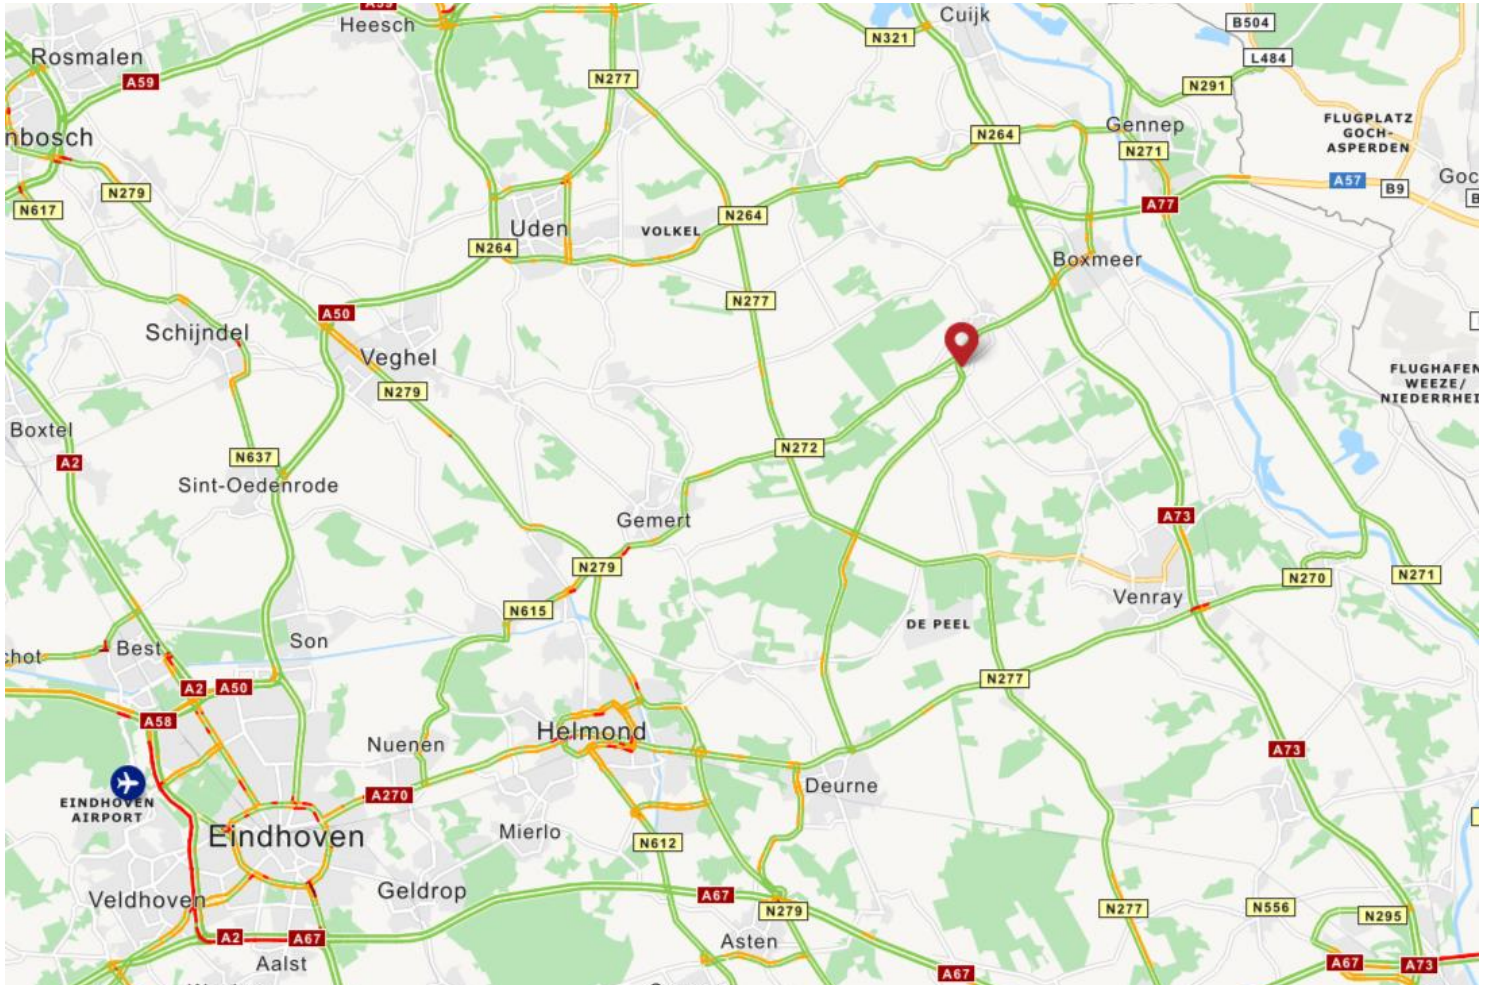 A59
Heesch
Cuijk
B504
N321
L484
Rosmalen
A59
N277
N291
FLUGPLATZ
GOCH-
ASPERDEN
nbosch
N264
Gennep
N271
N279
A57
B9
Goc
B
N617
A77
N264
Uden
VOLKEL
N264
Boxmeer
N277
A50
Schijndel
Veghel
FLUGHAFEN
WEEZE/
NIEDERRHEI
N279
Boxtel
N272
A2
N637
Sint-Oedenrode
Gemert
A73
N279
N270
N271
Venray
N615
DE PEEL
Son
Best
chot
N277
A2
A50
A58
Helmond
Nuenen
A73
EINDHOVEN
AIRPORT
A270
Deurne
Eindhoven
Mierlo
N612
Geldrop
Veldhoven
A67
N279
N277
N556
N295
A2
A67
Asten
Aalst
A67
A67
A73